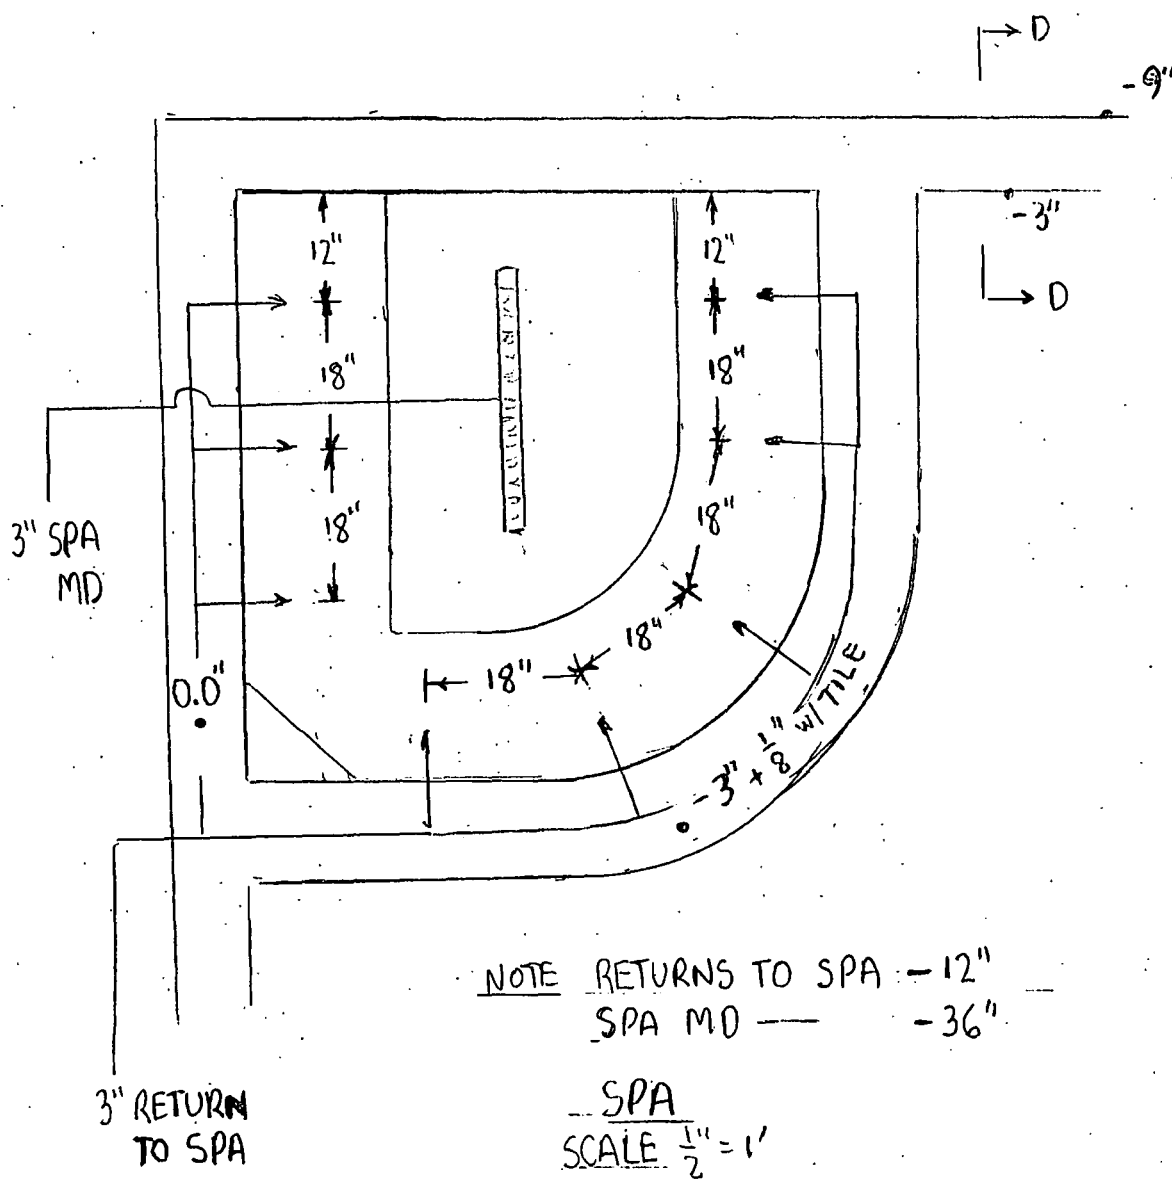 D
-9"
-3"
12"
12"
D
18"
18"
3" SPA
MD
18"
18"
18"
18"
0.0"
-3" + 1/8" w/ TILE
NOTE RETURNS TO SPA - 12"
SPA MD — - 36"
3" RETURN
TO SPA
SPA
SCALE 1/2" = 1'